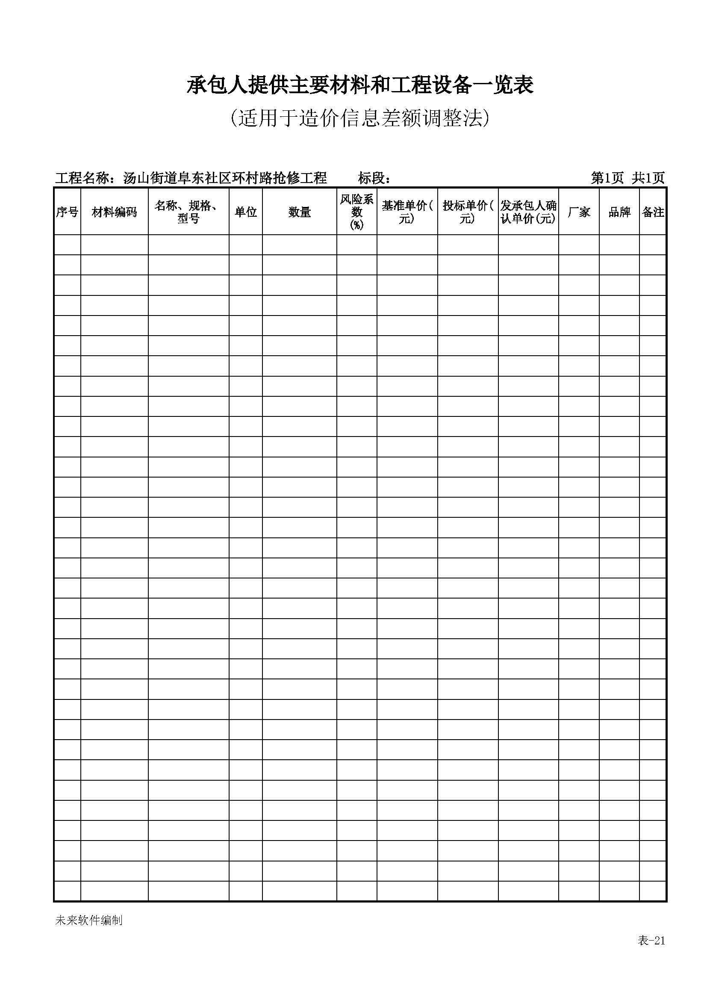 承包人提供主要材料和工程设备一览表
(适用于造价信息差额调整法)
工程名称：汤山街道阜东社区环村路抢修工程 标段： 第1页 共1页
序号 材料编码 名称、规格、型号 单位 数量 风险系数(%) 基准单价(元) 投标单价(元) 发承包人确认单价(元) 厂家 品牌 备注
未来软件编制
表-21